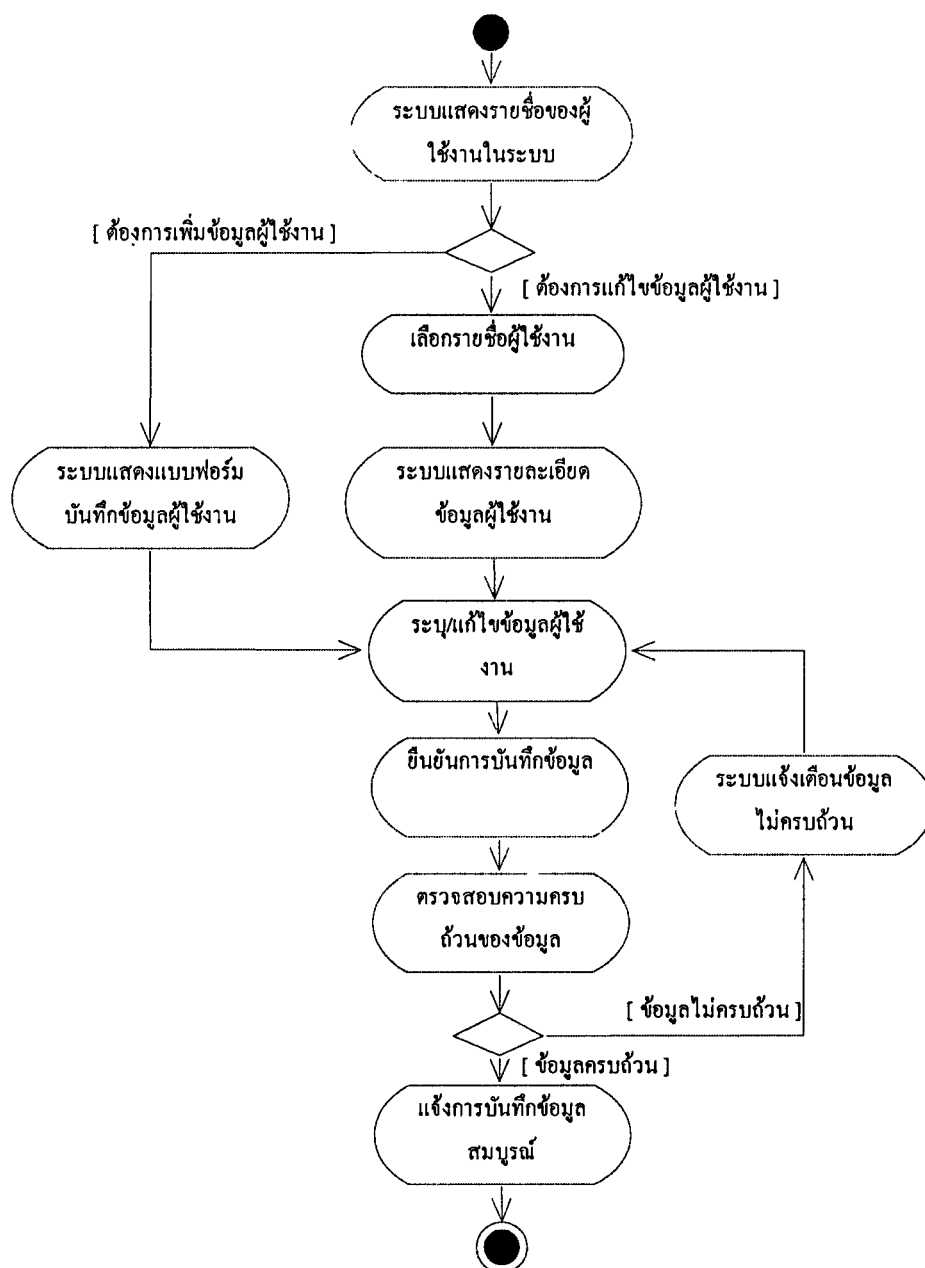 ระบบแสดงรายชื่อของผู้
ใช้งานในระบบ
[ ต้องการเพิ่มข้อมูลผู้ใช้งาน ]
[ ต้องการแก้ไขข้อมูลผู้ใช้งาน ]
เลือกรายชื่อผู้ใช้งาน
ระบบแสดงแบบฟอร์ม
บันทึกข้อมูลผู้ใช้งาน
ระบบแสดงรายละเอียด
ข้อมูลผู้ใช้งาน
ระบุ/แก้ไขข้อมูลผู้ใช้
งาน
ยืนยันการบันทึกข้อมูล
ระบบแจ้งเตือนข้อมูล
ไม่ครบถ้วน
ตรวจสอบความครบ
ถ้วนของข้อมูล
[ ข้อมูลไม่ครบถ้วน ]
[ ข้อมูลครบถ้วน ]
แจ้งการบันทึกข้อมูล
สมบูรณ์